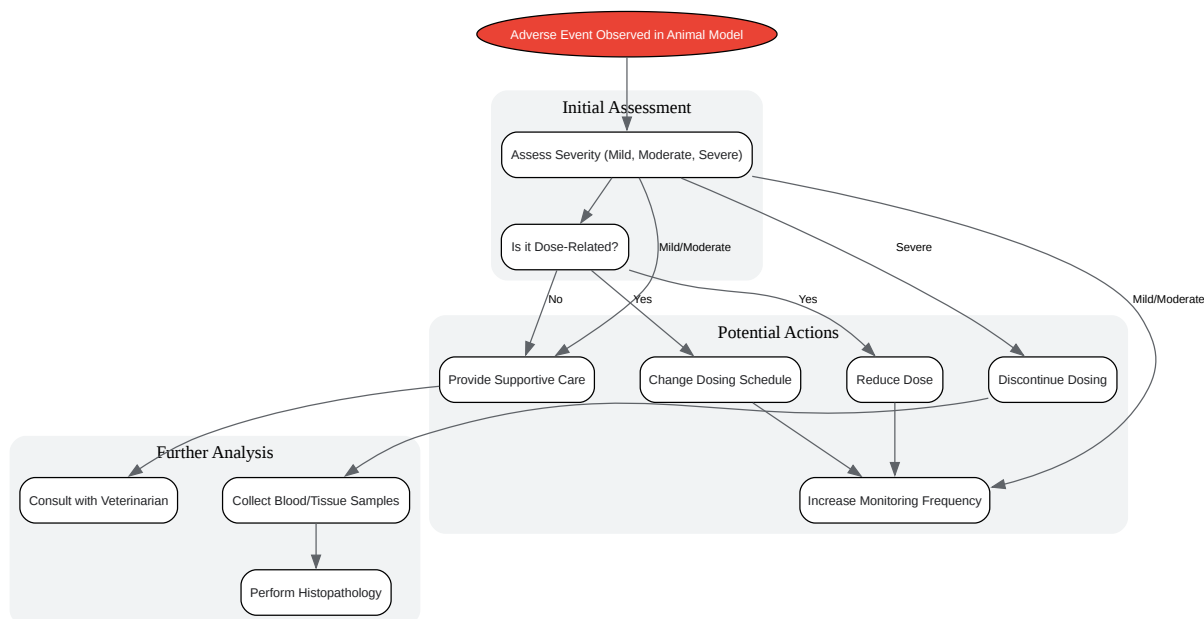 Adverse Event Observed in Animal Model
Initial Assessment
Assess Severity (Mild, Moderate, Severe)
Is it Dose-Related?
Mild/Moderate
Severe
No
Yes
Yes
Mild/Moderate
Potential Actions
Provide Supportive Care
Change Dosing Schedule
Reduce Dose
Discontinue Dosing
Further Analysis
Consult with Veterinarian
Collect Blood/Tissue Samples
Increase Monitoring Frequency
Perform Histopathology